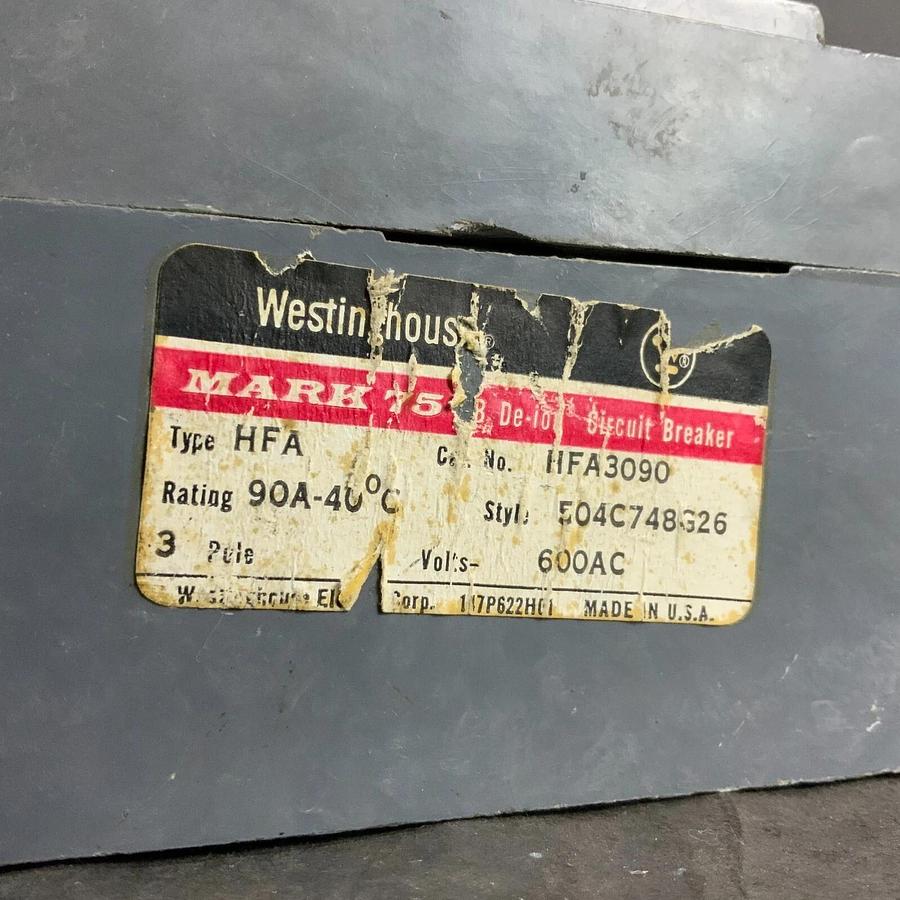 Westinghouse®
MARK 75 De-ion Circuit Breaker
Type HFA Cat. No. HFA3090
Rating 90A-40°C Style 504C748G26
3 Pole Volts- 600AC
Westinghouse Corp. MADE IN U.S.A.